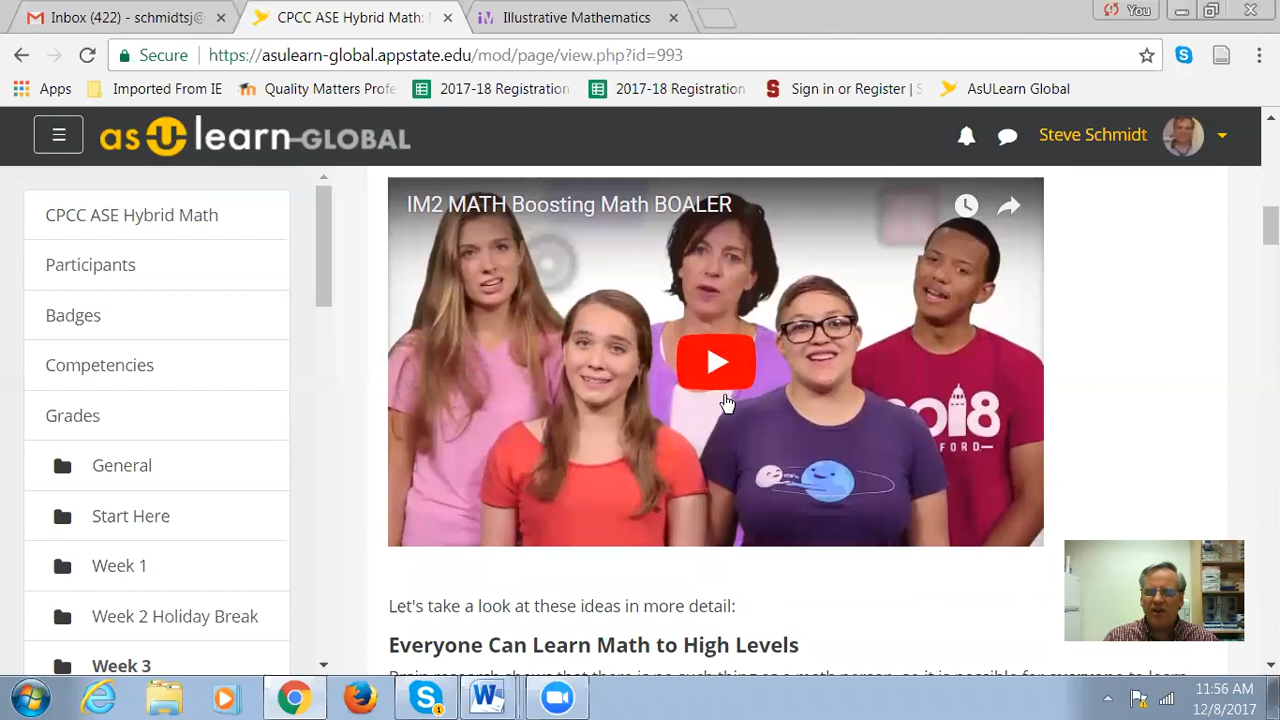 Inbox (422) - schmidtsj@
CPCC ASE Hybrid Math:
Illustrative Mathematics
You
Secure
https://asulearn-global.appstate.edu/mod/page/view.php?id=993
Apps
Imported From IE
Quality Matters Profe
2017-18 Registration
2017-18 Registration
Sign in or Register |
AsULearn Global
asULearn-GLOBAL
Steve Schmidt
CPCC ASE Hybrid Math
Participants
Badges
Competencies
Grades
General
Start Here
Week 1
Week 2 Holiday Break
Week 3
IM2 MATH Boosting Math BOALER
2018
FORD
Let's take a look at these ideas in more detail:
Everyone Can Learn Math to High Levels
11:56 AM
12/8/2017